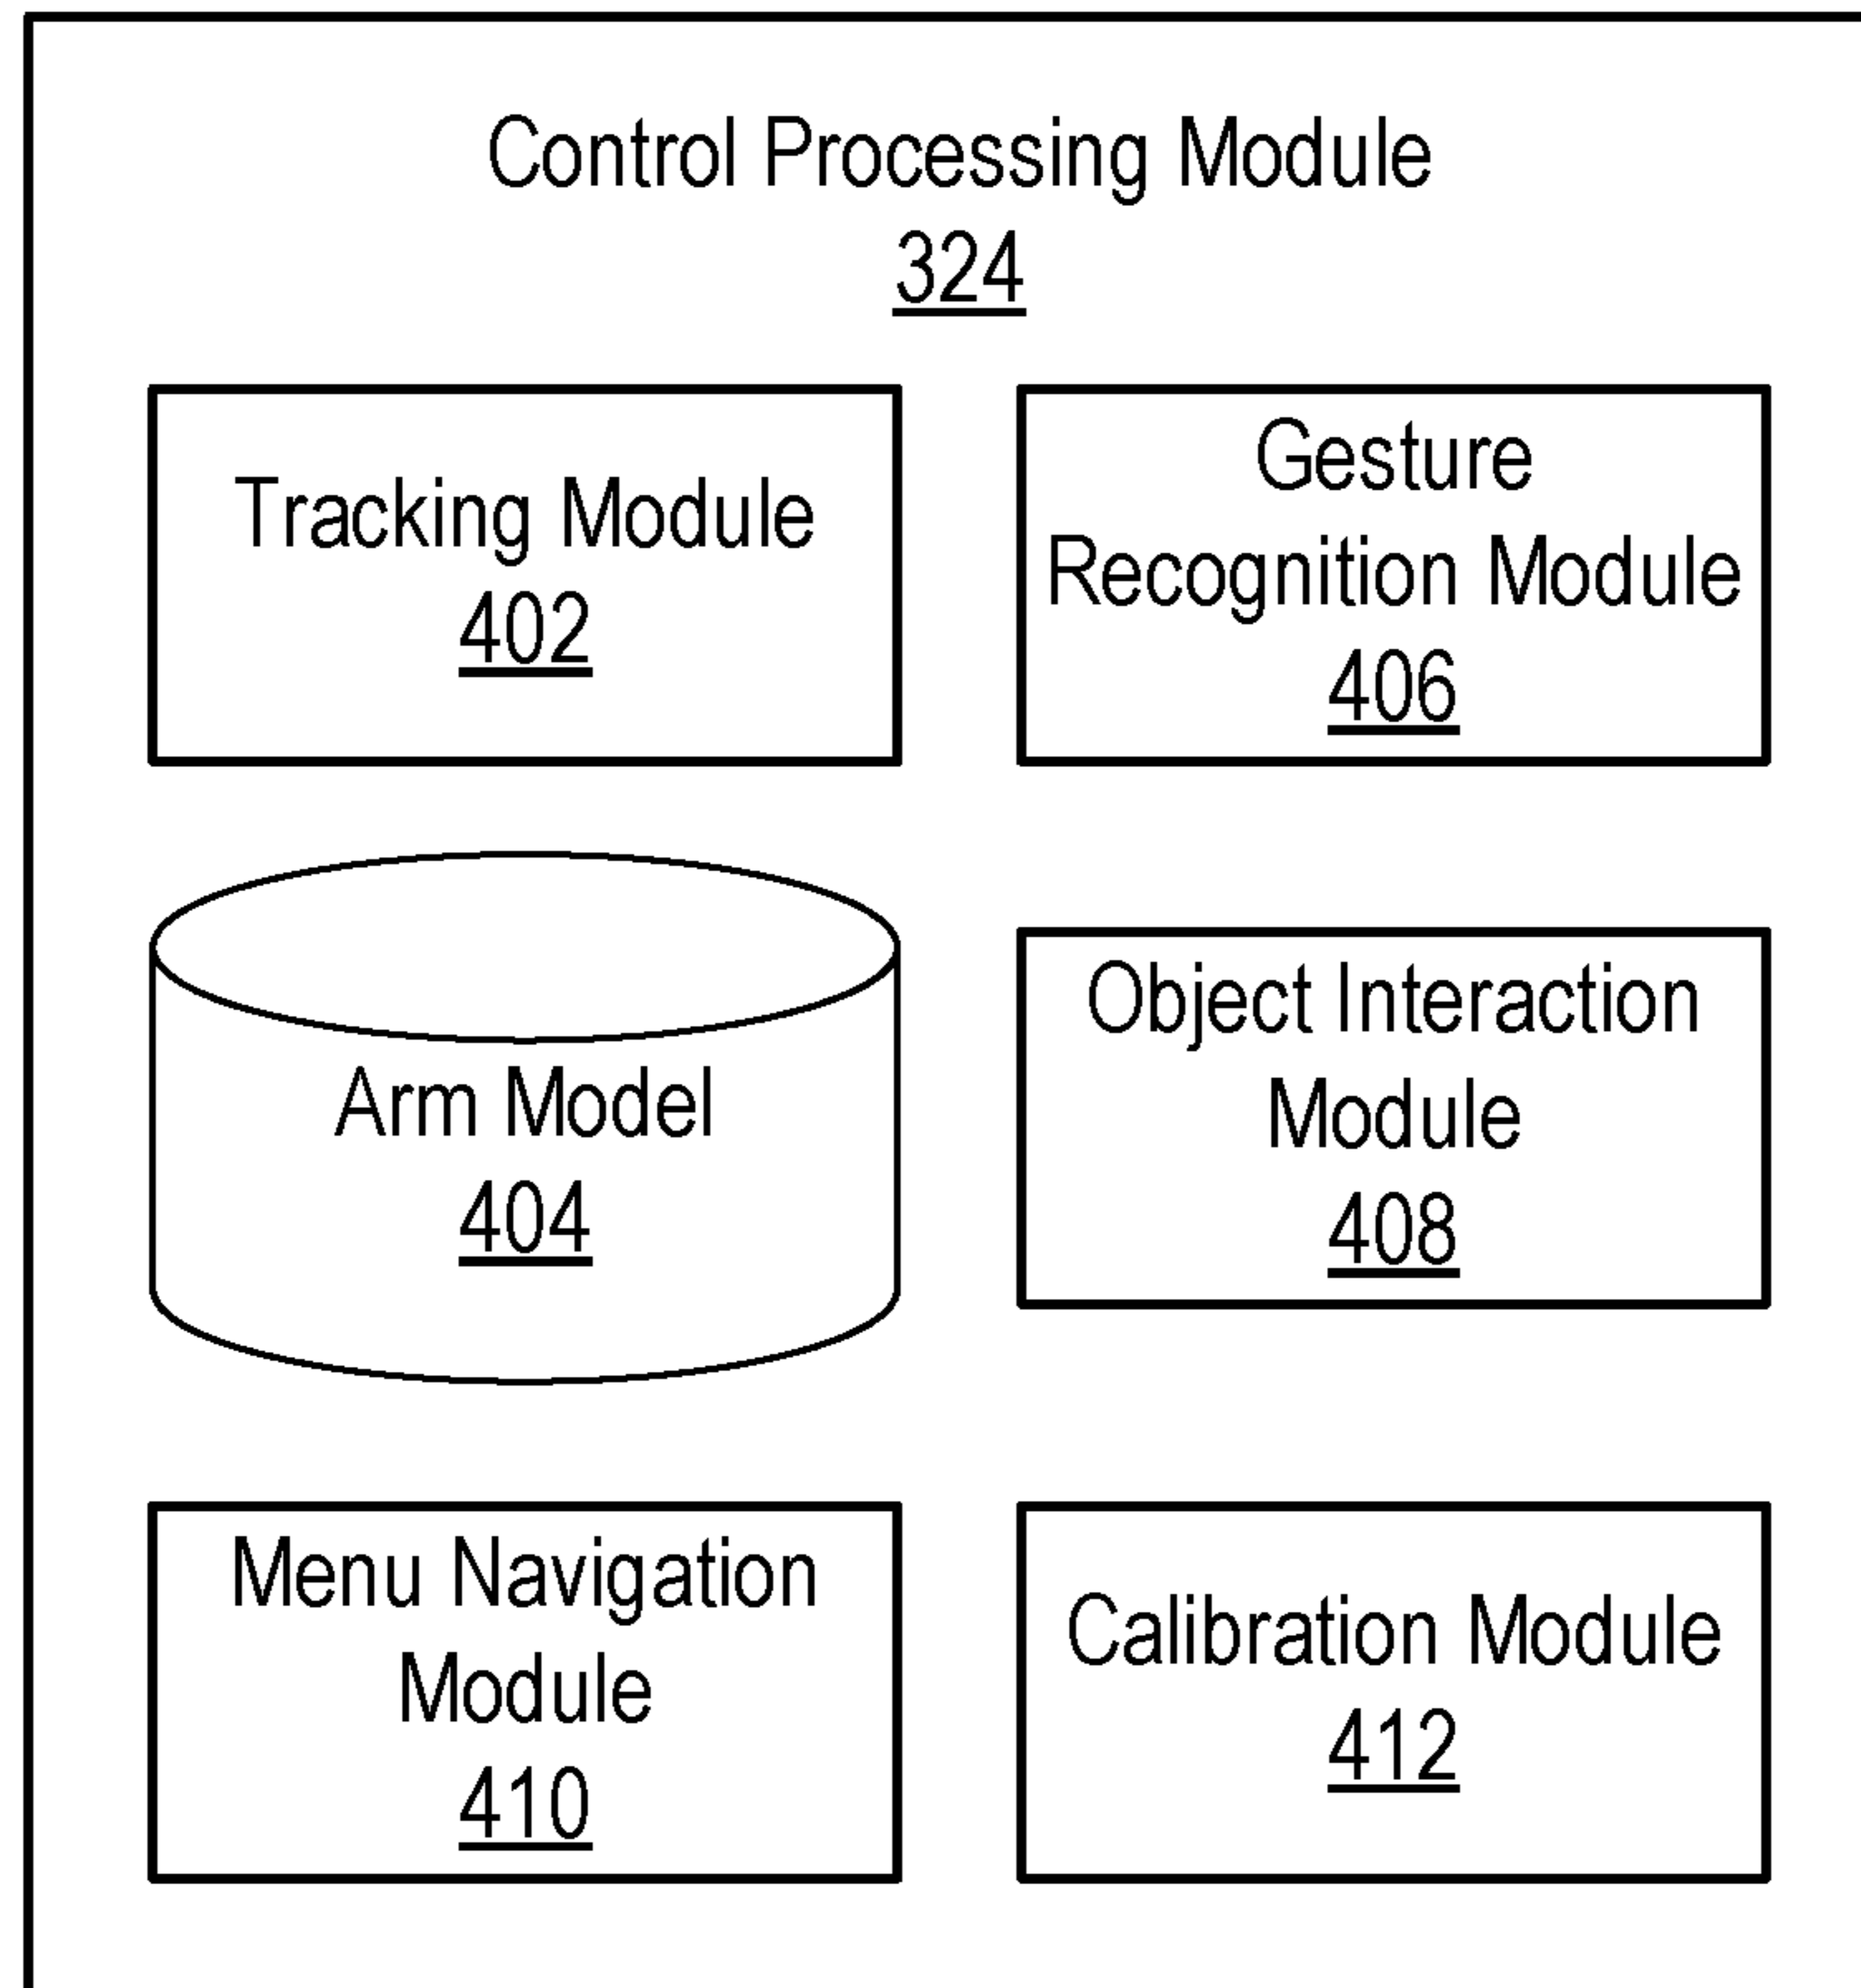 Control Processing Module
324
Tracking Module
402
Gesture
Recognition Module
406
Arm Model
404
Object Interaction
Module
408
Menu Navigation
Module
410
Calibration Module
412